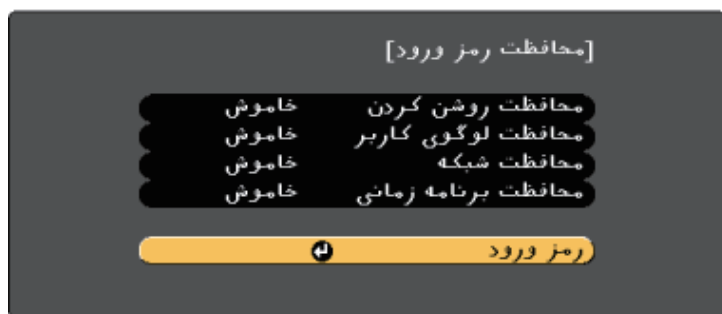 [محافظت رمز ورود]
محافظت روشن کردن خاموش
محافظت لوگوی کاربر خاموش
محافظت شبکه خاموش
محافظت برنامه زمانی خاموش
رمز ورود